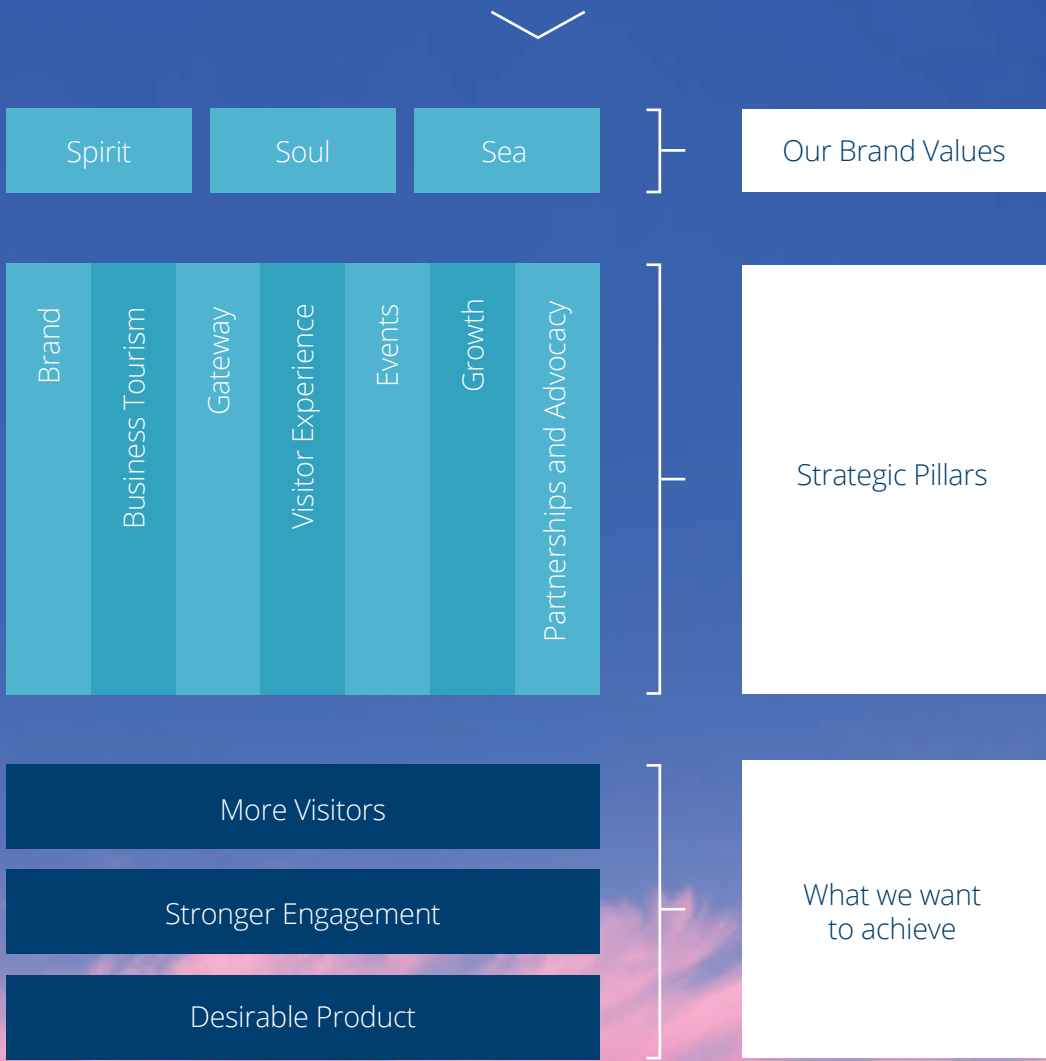 Spirit
Soul
Sea
Our Brand Values
Brand
Business Tourism
Gateway
Visitor Experience
Events
Growth
Partnerships and Advocacy
Strategic Pillars
More Visitors
Stronger Engagement
Desirable Product
What we want
to achieve